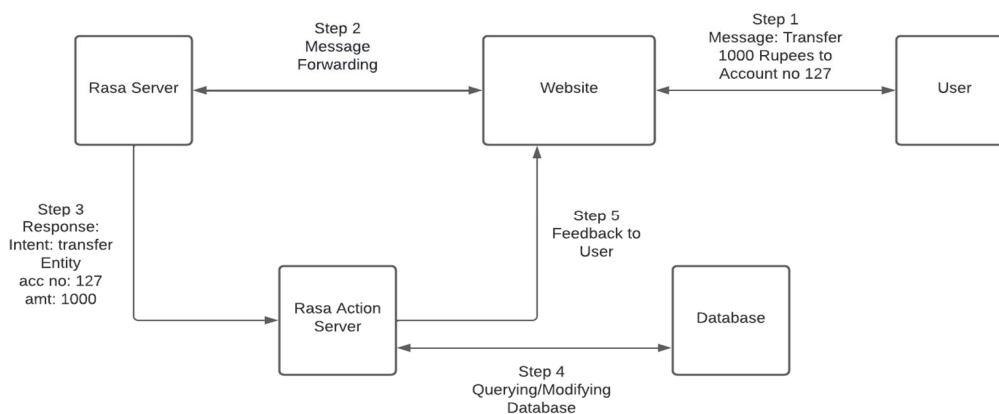 Step 1
Message: Transfer
1000 Rupees to
Account no 127
Step 2
Message
Forwarding
Rasa Server
Website
User
Step 3
Response:
Intent: transfer
Entity
acc no: 127
amt: 1000
Step 5
Feedback to
User
Rasa Action
Server
Database
Step 4
Querying/Modifying
Database